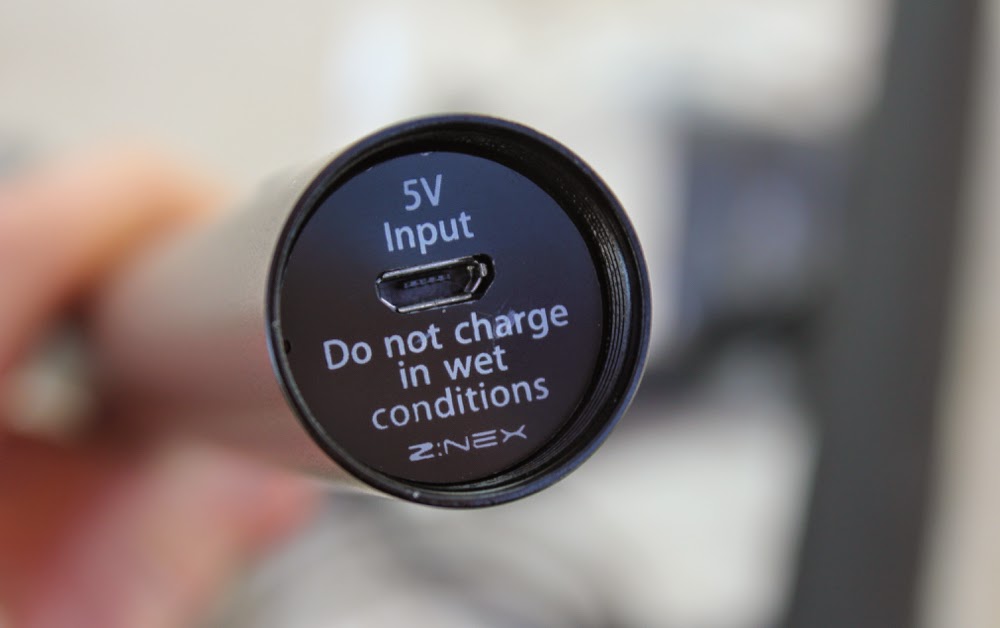 5V
Input
Do not charge
in wet
conditions
Z:NEX